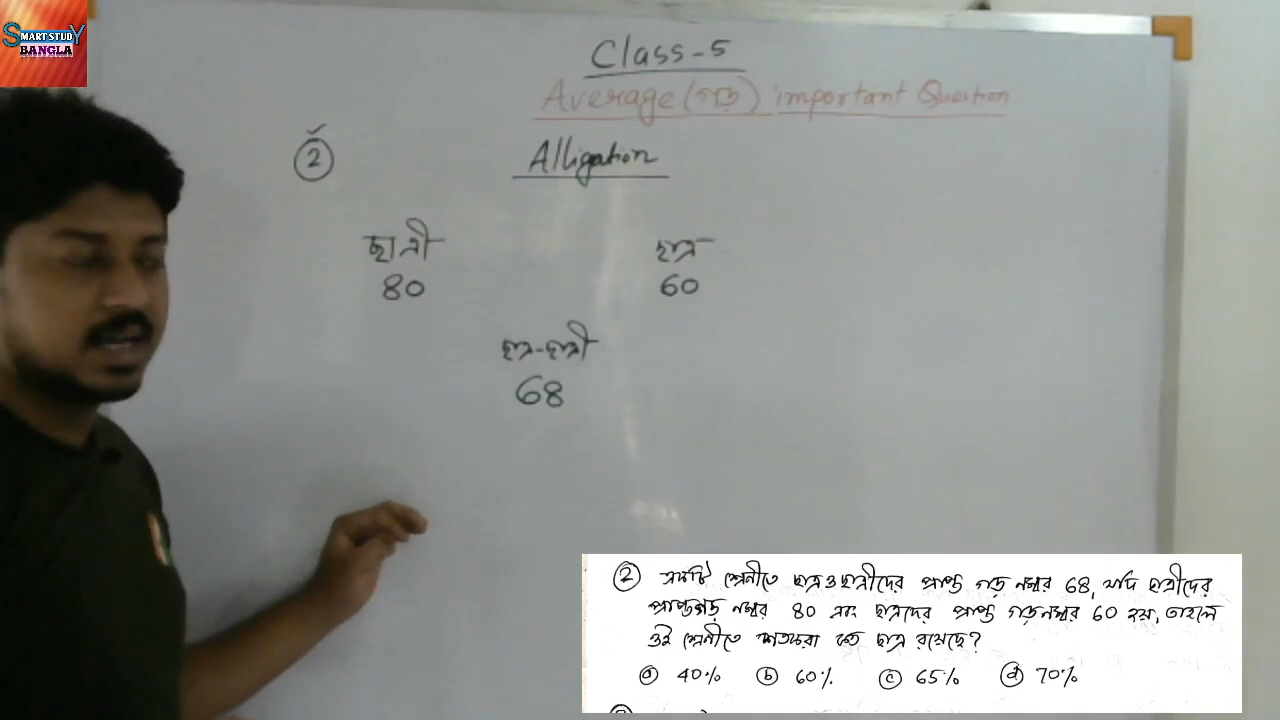 SMART STUDY
BANGLA
Class-5
Average (গড়) important Question
2
Alligation
ছাত্রী
ছাত্র
80
60
ছাত্র-ছাত্রী
68
② একটি শ্রেনীতে ছাত্র ও ছাত্রীদের প্রাপ্ত গড় নম্বর 68, যদি ছাত্রীদের
প্রাপ্ত গড় নম্বর 80 এবং ছাত্রদের প্রাপ্ত গড় নম্বর 60 হয়, তাহলে
ওই শ্রেনীতে শতকরা কত ছাত্র রয়েছে?
ⓐ 40% ⓑ 60% ⓒ 65% ⓓ 70%